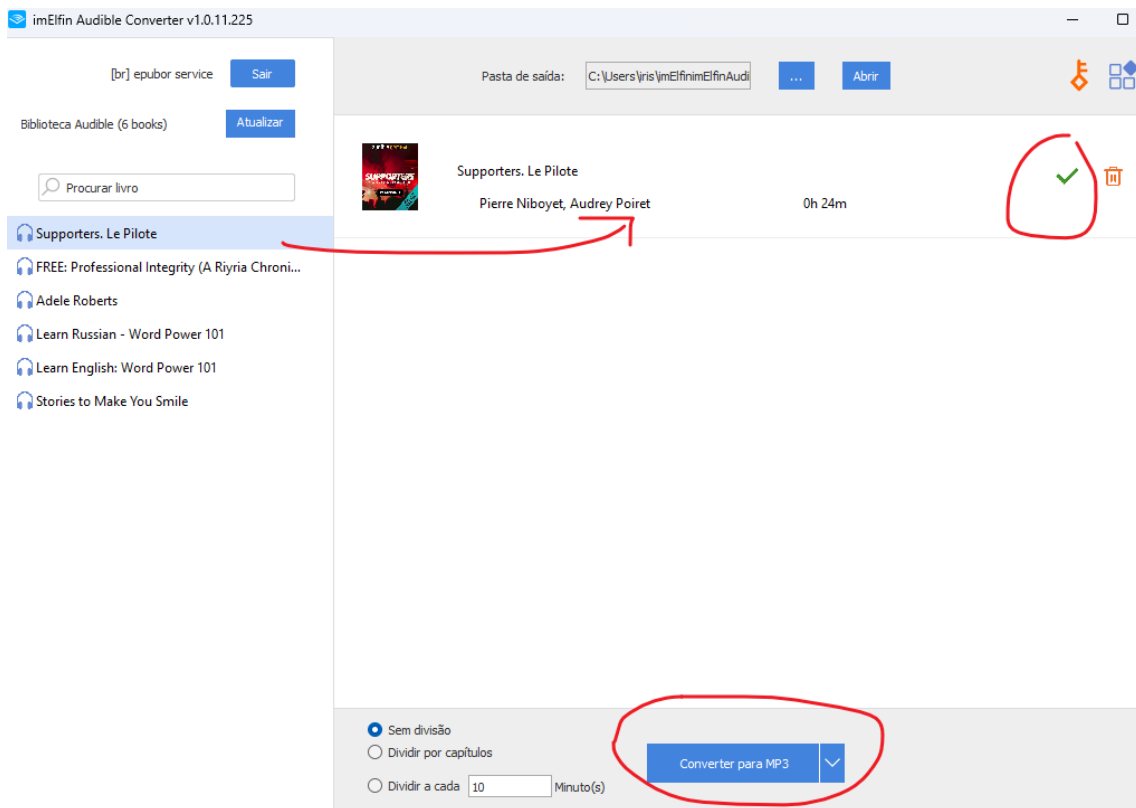 imElfin Audible Converter v1.0.11.225
[br] epubor service
Sair
Biblioteca Audible (6 books)
Atualizar
Procurar livro
Supporters. Le Pilote
FREE: Professional Integrity (A Riyria Chroni...
Adele Roberts
Learn Russian - Word Power 101
Learn English: Word Power 101
Stories to Make You Smile
Pasta de saída:
C:\Users\iris\imElfinimElfinAudi
...
Abrir
SUPPORTERS
Supporters. Le Pilote
Pierre Niboyet, Audrey Poiret
0h 24m
Sem divisão
Dividir por capítulos
Dividir a cada 10 Minuto(s)
Converter para MP3